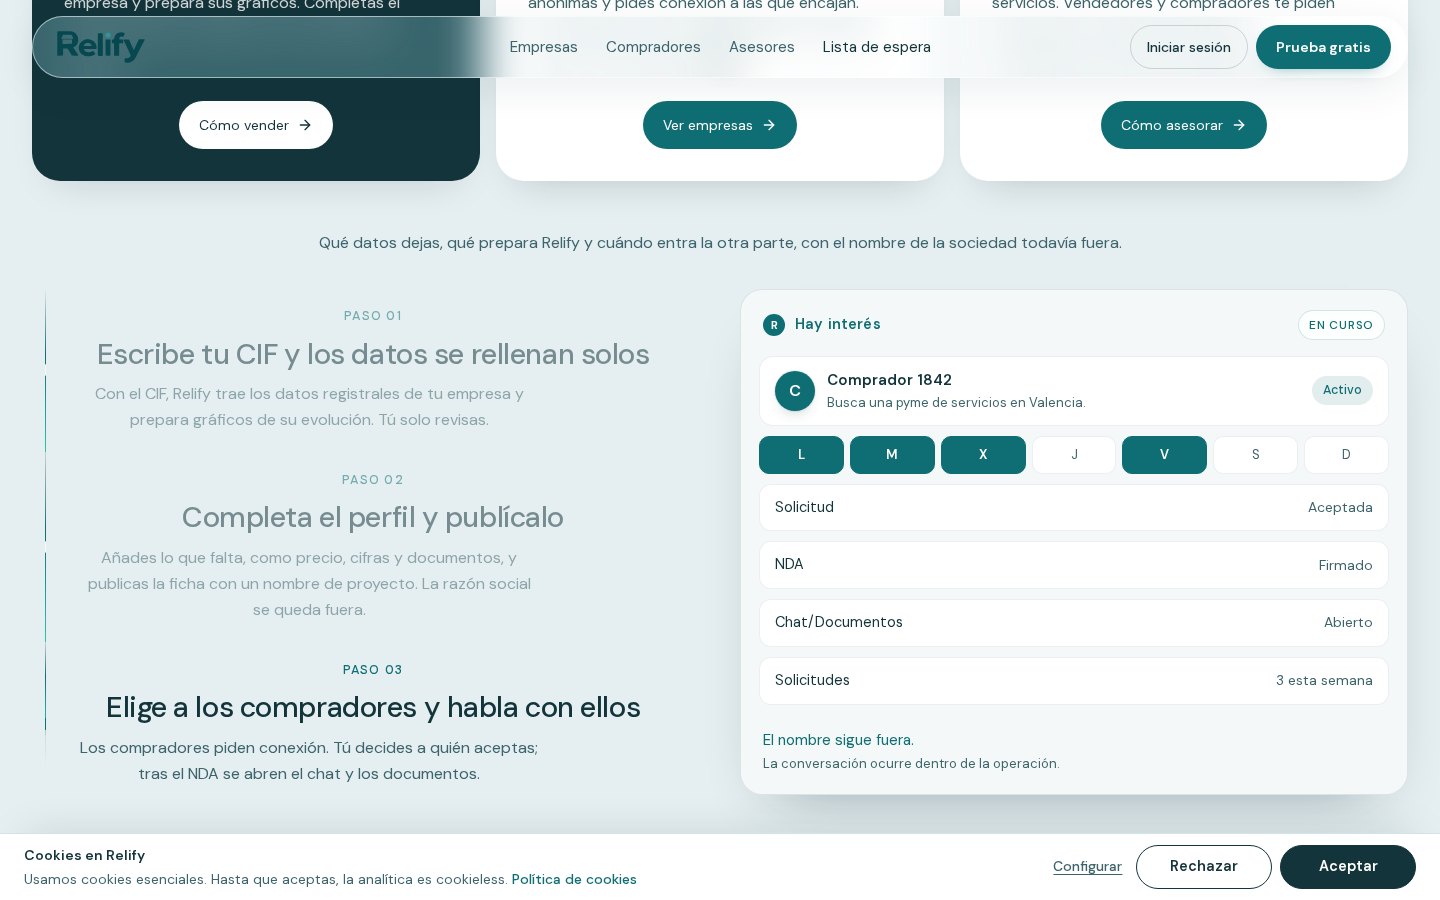 empresa y prepara sus gráficos. Completas el
anónimas y pides conexión a las que encajan.
servicios. Vendedores y compradores te piden
Relify
Empresas
Compradores
Asesores
Lista de espera
Iniciar sesión
Prueba gratis
Cómo vender
Ver empresas
Cómo asesorar
Qué datos dejas, qué prepara Relify y cuándo entra la otra parte, con el nombre de la sociedad todavía fuera.
PASO 01
Escribe tu CIF y los datos se rellenan solos
Con el CIF, Relify trae los datos registrales de tu empresa y
prepara gráficos de su evolución. Tú solo revisas.
PASO 02
Completa el perfil y publícalo
Añades lo que falta, como precio, cifras y documentos, y
publicas la ficha con un nombre de proyecto. La razón social
se queda fuera.
PASO 03
Elige a los compradores y habla con ellos
Los compradores piden conexión. Tú decides a quién aceptas;
tras el NDA se abren el chat y los documentos.
R Hay interés
EN CURSO
C
Comprador 1842
Busca una pyme de servicios en Valencia.
Activo
L M X J V S D
Solicitud Aceptada
NDA Firmado
Chat/Documentos Abierto
Solicitudes 3 esta semana
El nombre sigue fuera.
La conversación ocurre dentro de la operación.
Cookies en Relify
Usamos cookies esenciales. Hasta que aceptas, la analítica es cookieless. Política de cookies
Configurar
Rechazar
Aceptar